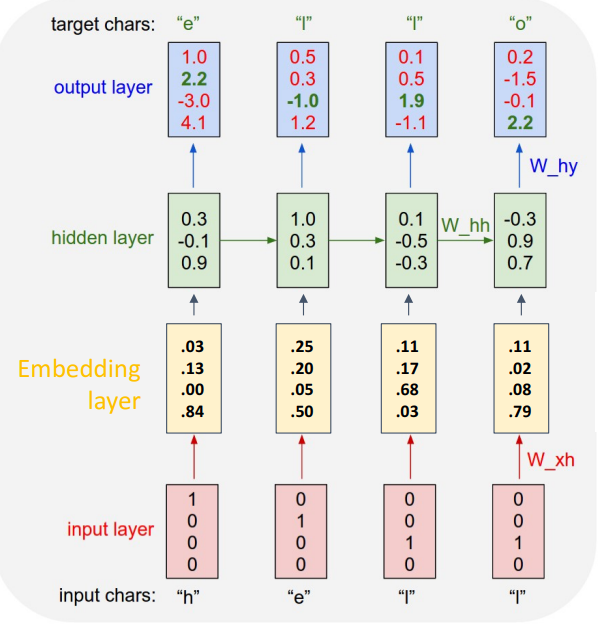 target chars: “e” “l” “l” “o”
output layer
1.0 0.5 0.1 0.2
2.2 0.3 0.5 -1.5
-3.0 -1.0 1.9 -0.1
4.1 1.2 -1.1 2.2
W_hy
hidden layer
0.3 1.0 0.1 -0.3
-0.1 0.3 -0.5 0.9
0.9 0.1 -0.3 0.7
W_hh
Embedding
layer
.03 .25 .11 .11
.13 .20 .17 .02
.00 .05 .68 .08
.84 .50 .03 .79
W_xh
input layer
1 0 0 0
0 1 0 0
0 0 1 1
0 0 0 0
input chars: “h” “e” “l” “l”